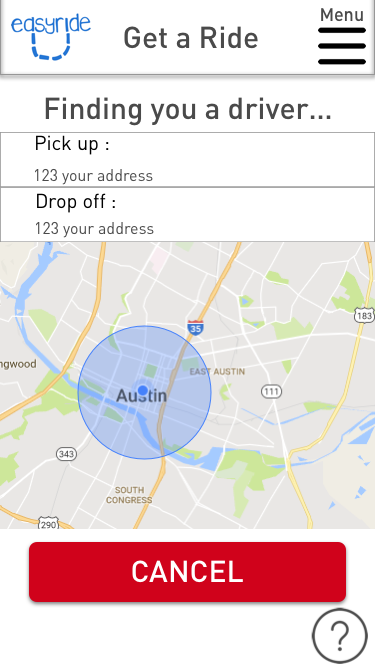 easyride
Menu
Get a Ride
Finding you a driver...
Pick up :
123 your address
Drop off :
123 your address
35
183
ngwood
EAST AUSTIN
111
Austin
343
SOUTH
CONGRESS
290
CANCEL
?